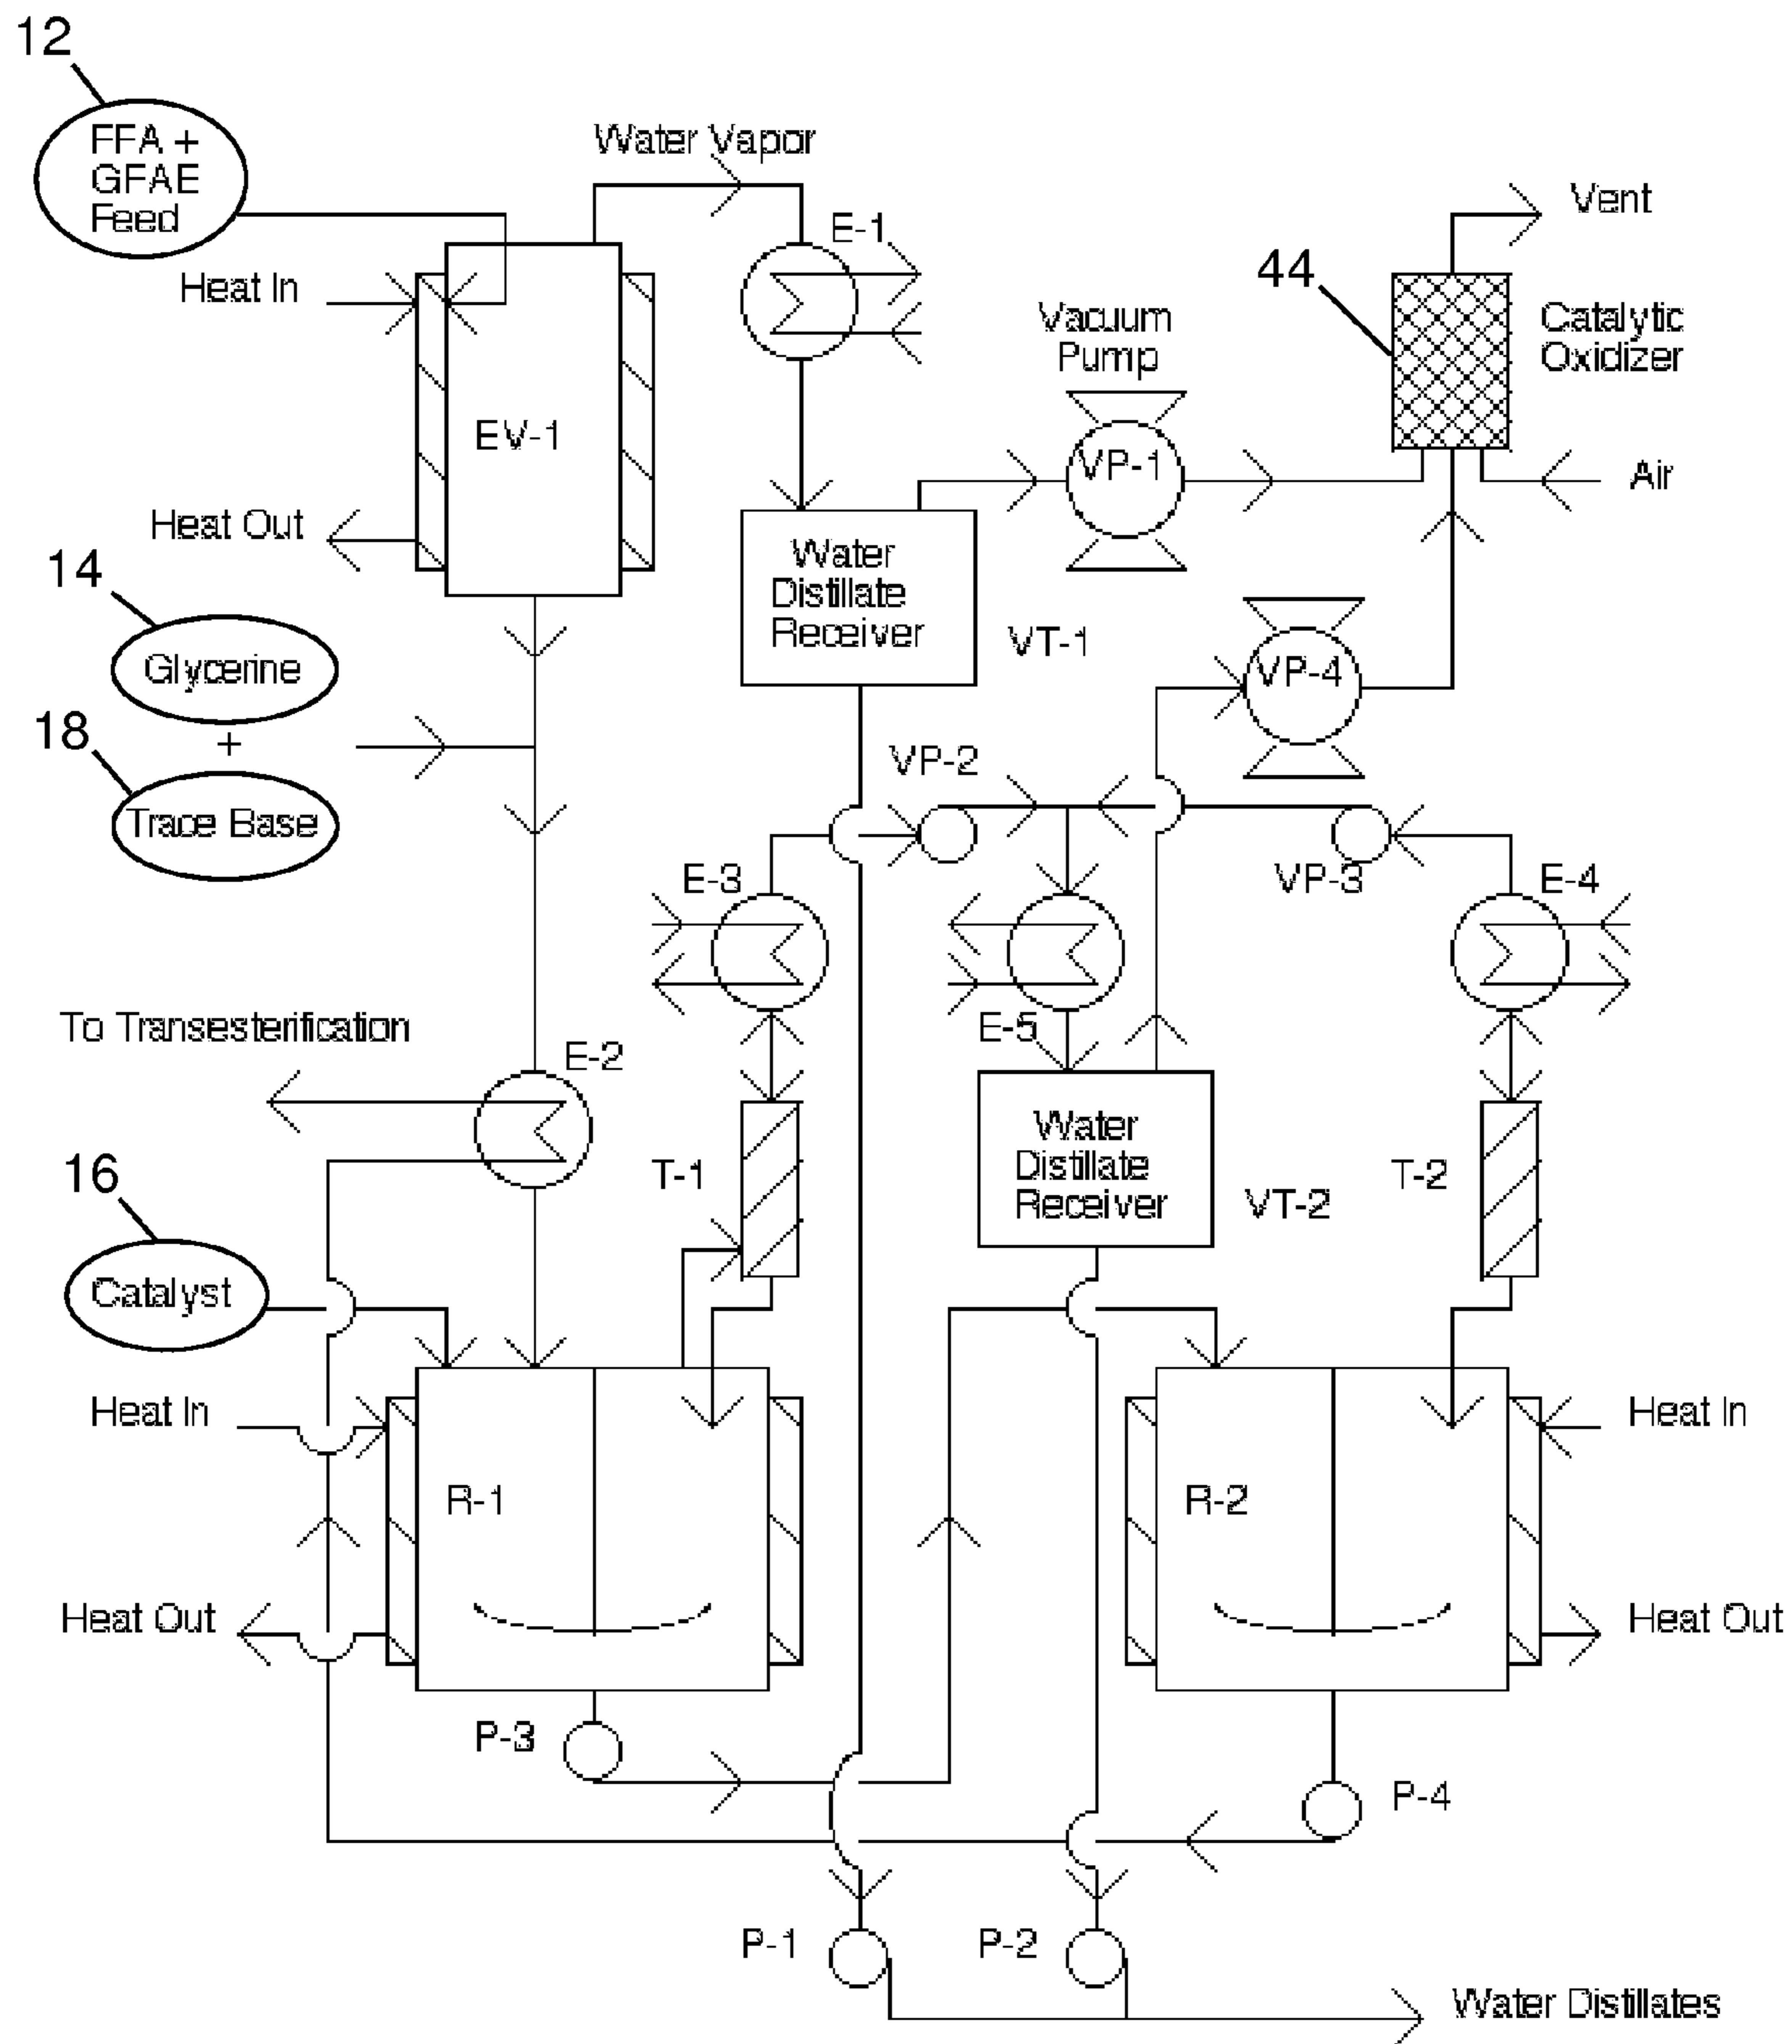 12
FFA +
GFAE
Feed
Water Vapor
E-1
Vent
44
Heat In
Vacuum
Pump
Catalytic
Oxidizer
EV-1
VP-1
Air
Heat Out
Water
Distillate
Receiver
VT-1
14
Glycerine
+
18
Trace Base
VP-4
VP-2
E-3
VP-3
E-4
To Transesterification
E-5
E-2
Water
Distillate
Receiver
VT-2
T-1
T-2
16
Catalyst
Heat In
Heat In
R-1
R-2
Heat Out
Heat Out
P-3
P-4
P-1
P-2
Water Distillates